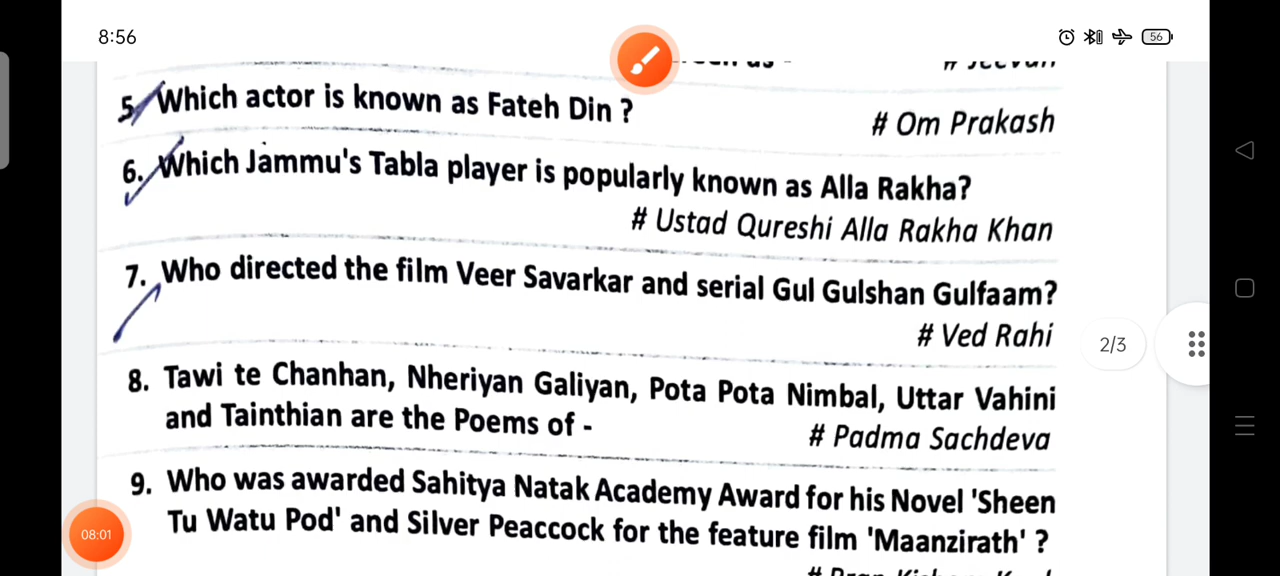 8:56
56
5. Which actor is known as Fateh Din ?
# Om Prakash
6. Which Jammu's Tabla player is popularly known as Alla Rakha?
# Ustad Qureshi Alla Rakha Khan
7. Who directed the film Veer Savarkar and serial Gul Gulshan Gulfaam?
# Ved Rahi
2/3
8. Tawi te Chanhan, Nheriyan Galiyan, Pota Pota Nimbal, Uttar Vahini
and Tainthian are the Poems of -
# Padma Sachdeva
9. Who was awarded Sahitya Natak Academy Award for his Novel 'Sheen
Tu Watu Pod' and Silver Peaccock for the feature film 'Maanzirath' ?
08:01